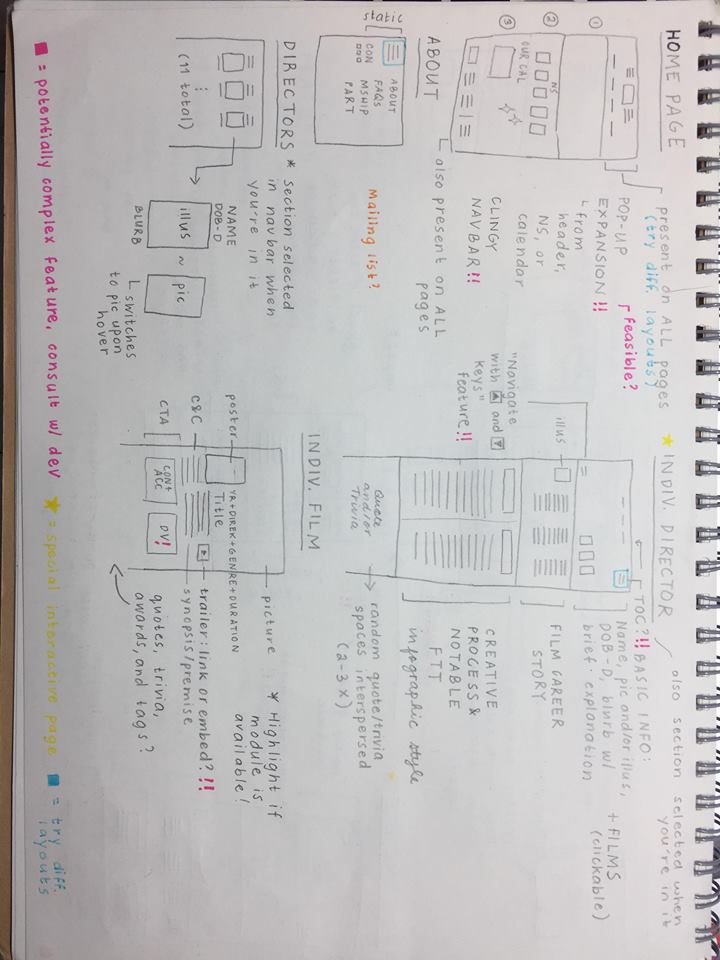 HOME PAGE
present on ALL pages
(try diff. layouts)
POP-UP
feasible?
EXPANSION !!
from
header,
NS, or
calendar
CLINGY
NAVBAR !!
1
2
NS
OUR CAL
3
also present on ALL
pages
ABOUT
static
ABOUT
FAQs
CON
MSHIP
PART
Mailing list?
DIRECTORS * Section selected
in navbar when
you're in it
(11 total)
NAME
DOB-D
illus ~ pic
BLURB
switches
to pic upon
hover
★ INDIV. DIRECTOR
also section selected when
you're in it
TOC?!! BASIC INFO:
Name, pic and/or illus,
DOB-D, blurb w/
brief explanation
+ FILMS
(clickable)
illus
FILM CAREER
STORY
"Navigate
with ▲ and ▼
keys"
feature !!
CREATIVE
PROCESS &
NOTABLE
FTT
infographic style
Quote
and/or
Trivia
random quote/trivia
spaces interspersed
(2-3 x)
INDIV. FILM
picture
* Highlight if
module is
available!
poster
YR+DIREK+GENRE+DURATION
Title
C&C
trailer: link or embed? !!
synopsis/premise
CTA
CONT
ACC
DV!
quotes, trivia,
awards, and tags?
■ = potentially complex feature, consult w/ dev
★ = special interactive page
■ = try diff.
layouts